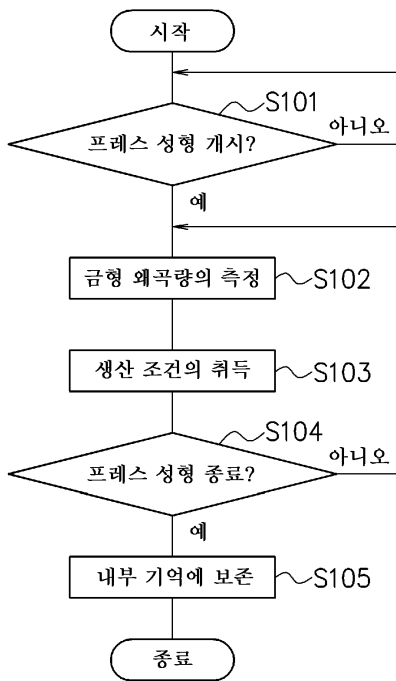 시작
S101
프레스 성형 개시?
아니오
예
금형 왜곡량의 측정
S102
생산 조건의 취득
S103
S104
프레스 성형 종료?
아니오
예
내부 기억에 보존
S105
종료